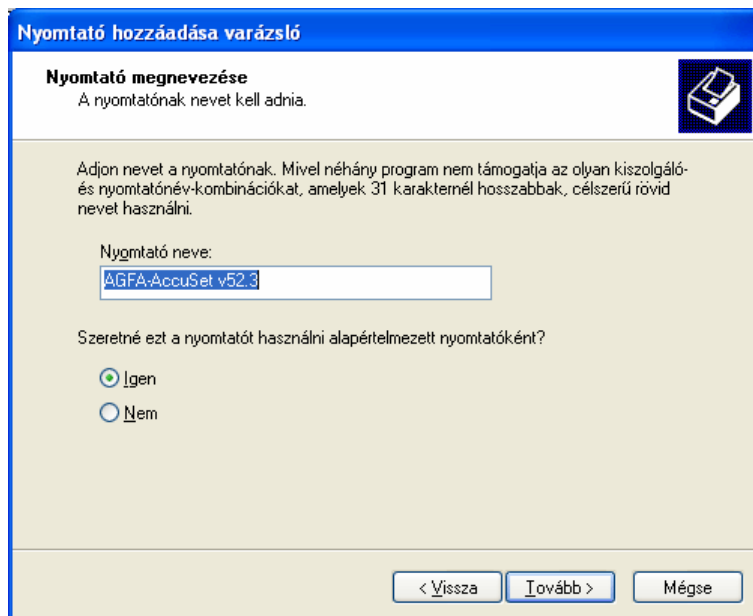 Nyomtató hozzáadása varázsló
Nyomtató megnevezése
A nyomtatónak nevet kell adnia.
Adjon nevet a nyomtatónak. Mivel néhány program nem támogatja az olyan kiszolgáló-
és nyomtatónév-kombinációkat, amelyek 31 karakternél hosszabbak, célszerű rövid
nevet használni.
Nyomtató neve:
AGFA-AccuSet v52.3
Szeretné ezt a nyomtatót használni alapértelmezett nyomtatóként?
Igen
Nem
< Vissza Tovább > Mégse